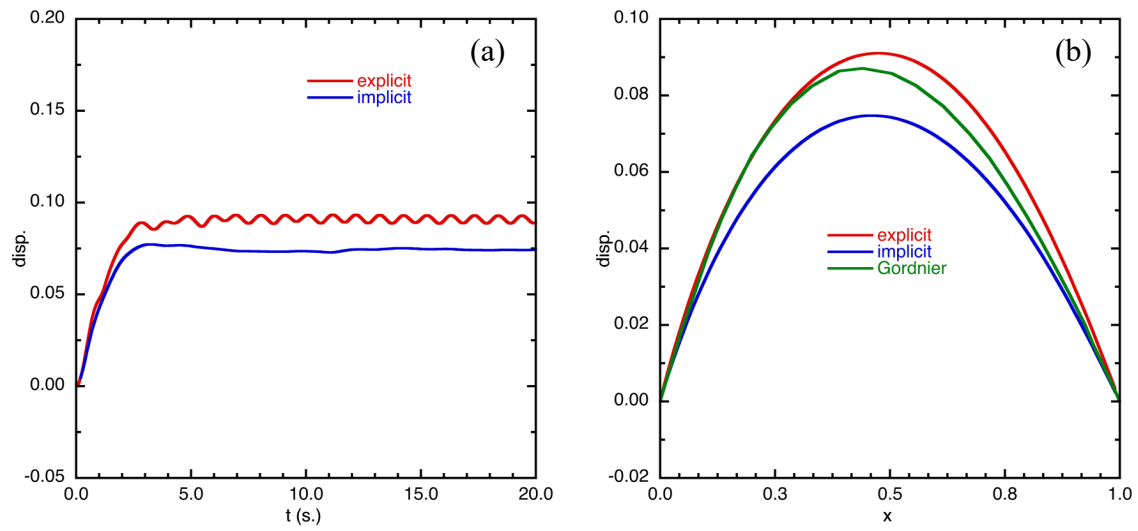 (a)
explicit
implicit
0.20
0.15
0.10
0.05
0.00
-0.05
disp.
0.0
5.0
10.0
15.0
20.0
t (s.)
(b)
explicit
implicit
Gordnier
0.10
0.08
0.06
0.04
0.02
0.00
-0.02
disp.
0.0
0.3
0.5
0.8
1.0
x